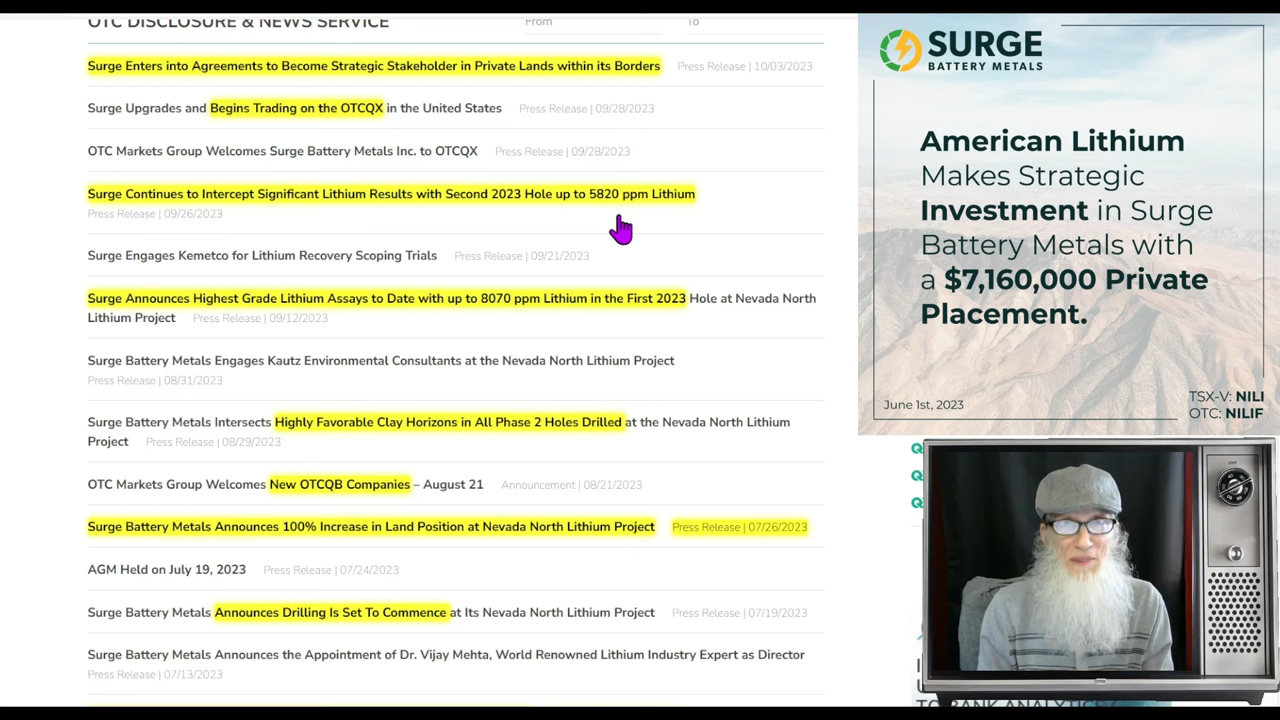 OTC DISCLOSURE & NEWS SERVICE
From
To
Surge Enters into Agreements to Become Strategic Stakeholder in Private Lands within its Borders Press Release | 10/03/2023
Surge Upgrades and Begins Trading on the OTCQX in the United States Press Release | 09/28/2023
OTC Markets Group Welcomes Surge Battery Metals Inc. to OTCQX Press Release | 09/28/2023
Surge Continues to Intercept Significant Lithium Results with Second 2023 Hole up to 5820 ppm Lithium
Press Release | 09/26/2023
Surge Engages Kemetco for Lithium Recovery Scoping Trials Press Release | 09/21/2023
Surge Announces Highest Grade Lithium Assays to Date with up to 8070 ppm Lithium in the First 2023 Hole at Nevada North
Lithium Project Press Release | 09/12/2023
Surge Battery Metals Engages Kautz Environmental Consultants at the Nevada North Lithium Project
Press Release | 08/31/2023
Surge Battery Metals Intersects Highly Favorable Clay Horizons in All Phase 2 Holes Drilled at the Nevada North Lithium
Project Press Release | 08/29/2023
OTC Markets Group Welcomes New OTCQB Companies – August 21 Announcement | 08/21/2023
Surge Battery Metals Announces 100% Increase in Land Position at Nevada North Lithium Project Press Release | 07/26/2023
AGM Held on July 19, 2023 Press Release | 07/24/2023
Surge Battery Metals Announces Drilling Is Set To Commence at Its Nevada North Lithium Project Press Release | 07/19/2023
Surge Battery Metals Announces the Appointment of Dr. Vijay Mehta, World Renowned Lithium Industry Expert as Director
Press Release | 07/13/2023
SURGE
BATTERY METALS
American Lithium
Makes Strategic
Investment in Surge
Battery Metals with
a $7,160,000 Private
Placement.
June 1st, 2023
TSX-V: NILI
OTC: NILIF